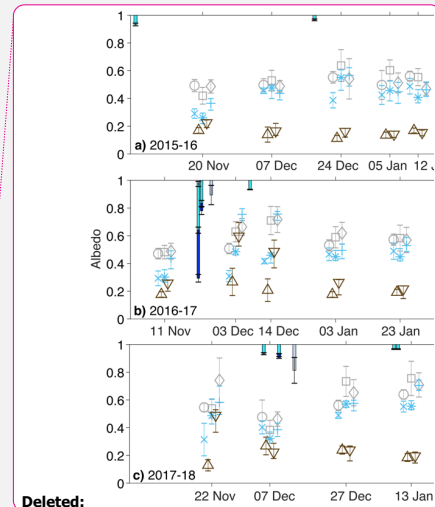 1
0.8
0.6
0.4
0.2
0
a) 2015-16
20 Nov 07 Dec 24 Dec 05 Jan 12 J
1
0.8
0.6
0.4
0.2
0
Albedo
b) 2016-17
11 Nov 03 Dec 14 Dec 03 Jan 23 Jan
1
0.8
0.6
0.4
0.2
0
c) 2017-18
22 Nov 07 Dec 27 Dec 13 Jan
Deleted: